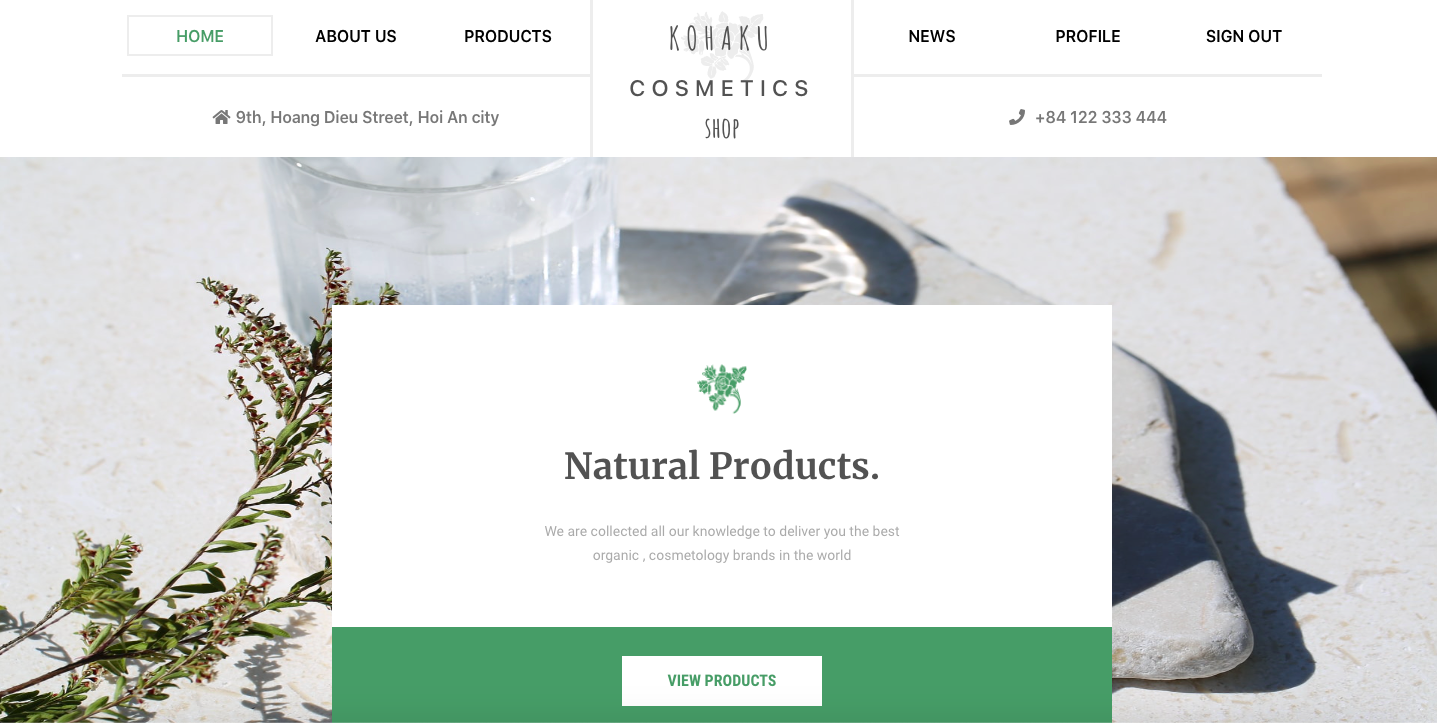 HOME ABOUT US PRODUCTS
KOHAKU
COSMETICS
SHOP
NEWS PROFILE SIGN OUT
9th, Hoang Dieu Street, Hoi An city
+84 122 333 444
Natural Products.
We are collected all our knowledge to deliver you the best
organic , cosmetology brands in the world
VIEW PRODUCTS